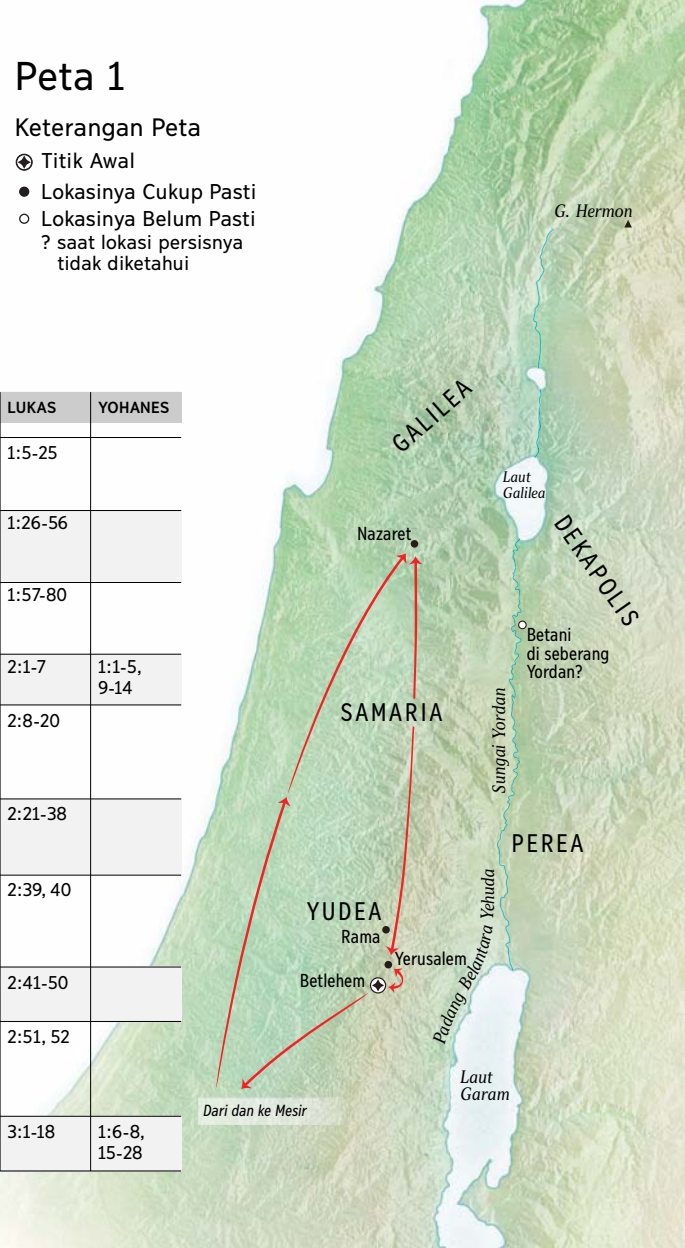 Peta 1
Keterangan Peta
Titik Awal
Lokasinya Cukup Pasti
Lokasinya Belum Pasti
? saat lokasi persisnya
tidak diketahui
LUKAS YOHANES
1:5-25
1:26-56
1:57-80
2:1-7 1:1-5,
9-14
2:8-20
2:21-38
2:39, 40
2:41-50
2:51, 52
3:1-18 1:6-8,
15-28
G. Hermon
GALILEA
Laut
Galilea
Nazaret
DEKAPOLIS
Betani
di seberang
Yordan?
SAMARIA
Sungai Yordan
PEREA
YUDEA
Rama
Yerusalem
Betlehem
Padang Belantara Yehuda
Laut
Garam
Dari dan ke Mesir